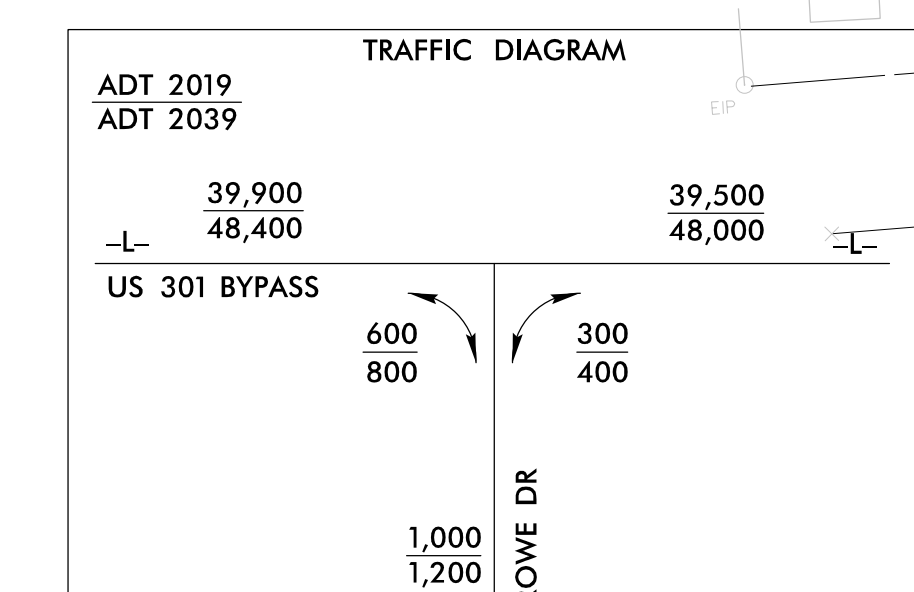 TRAFFIC DIAGRAM
ADT 2019
ADT 2039
EIP
39,900
48,400
39,500
48,000
–L–
–L–
US 301 BYPASS
600
800
300
400
1,000
1,200